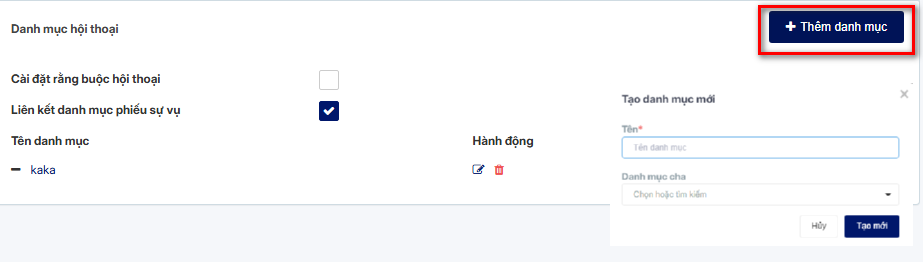 Danh mục hội thoại
+ Thêm danh mục
Cài đặt rằng buộc hội thoại
Liên kết danh mục phiếu sự vụ
Tên danh mục Hành động
kaka
Tạo danh mục mới
Tên*
Tên danh mục
Danh mục cha
Chọn hoặc tìm kiếm
Hủy Tạo mới